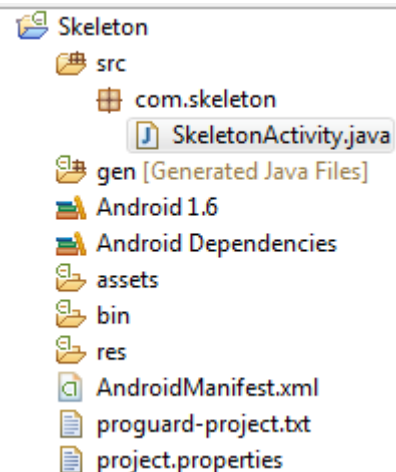 Skeleton
src
com.skeleton
SkeletonActivity.java
gen [Generated Java Files]
Android 1.6
Android Dependencies
assets
bin
res
AndroidManifest.xml
proguard-project.txt
project.properties